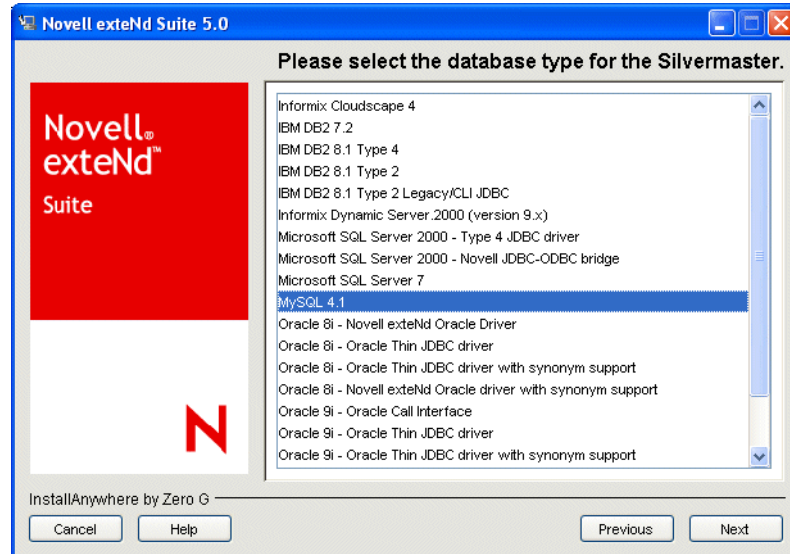 Novell exteNd Suite 5.0
Please select the database type for the Silvermaster.
Novell®
exteNd™
Suite
Informix Cloudscape 4
IBM DB2 7.2
IBM DB2 8.1 Type 4
IBM DB2 8.1 Type 2
IBM DB2 8.1 Type 2 Legacy/CLI JDBC
Informix Dynamic Server.2000 (version 9.x)
Microsoft SQL Server 2000 - Type 4 JDBC driver
Microsoft SQL Server 2000 - Novell JDBC-ODBC bridge
Microsoft SQL Server 7
MySQL 4.1
Oracle 8i - Novell exteNd Oracle Driver
Oracle 8i - Oracle Thin JDBC driver
Oracle 8i - Oracle Thin JDBC driver with synonym support
Oracle 8i - Novell exteNd Oracle driver with synonym support
Oracle 9i - Oracle Call Interface
Oracle 9i - Oracle Thin JDBC driver
Oracle 9i - Oracle Thin JDBC driver with synonym support
N
InstallAnywhere by Zero G
Cancel Help Previous Next